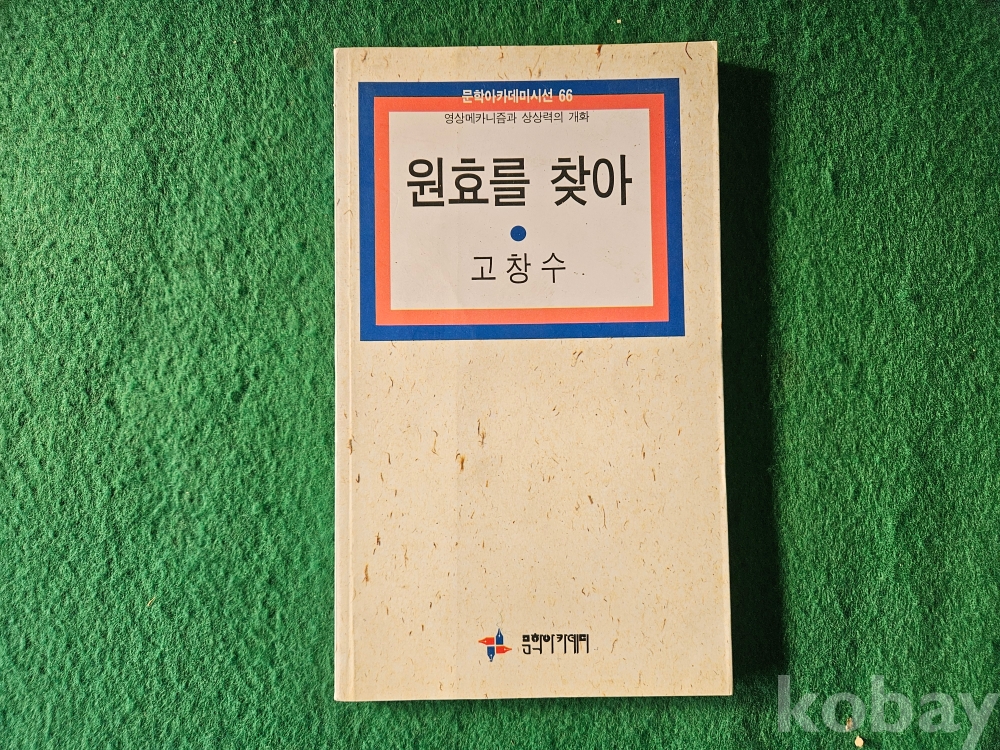 문학아카데미시선 66
영상메카니즘과 상상력의 개화
원효를 찾아
고창수
문학아카데미
kobay